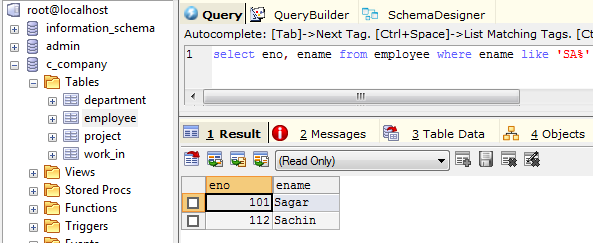 root@localhost
information_schema
admin
c_company
Tables
department
employee
project
work_in
Views
Stored Procs
Functions
Triggers
Query QueryBuilder SchemaDesigner
Autocomplete: [Tab]->Next Tag. [Ctrl+Space]->List Matching Tags. [C
1 select eno, ename from employee where ename like 'SA%'
1 Result 2 Messages 3 Table Data 4 Objects
(Read Only)
eno ename
101 Sagar
112 Sachin